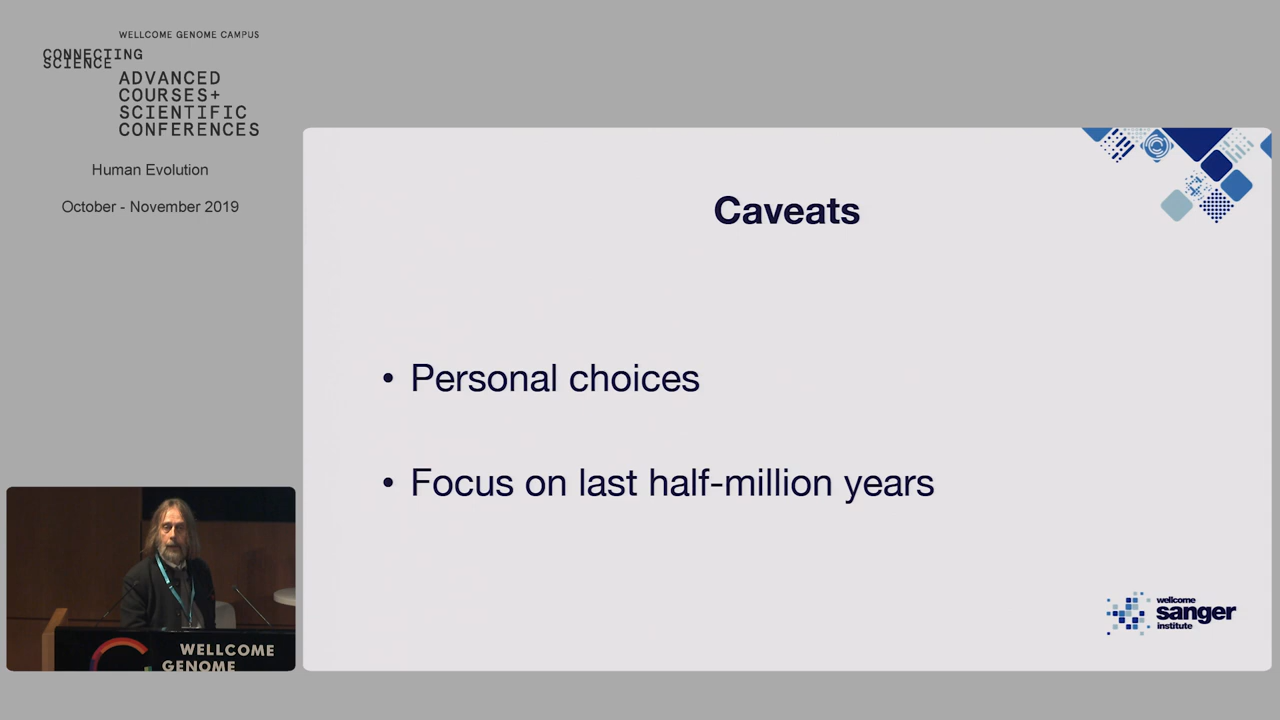 WELLCOME GENOME CAMPUS
CONNECTING
SCIENCE
ADVANCED
COURSES+
SCIENTIFIC
CONFERENCES
Human Evolution
October - November 2019
Caveats
• Personal choices
• Focus on last half-million years
wellcome
sanger
institute
WELLCOME
GENOME